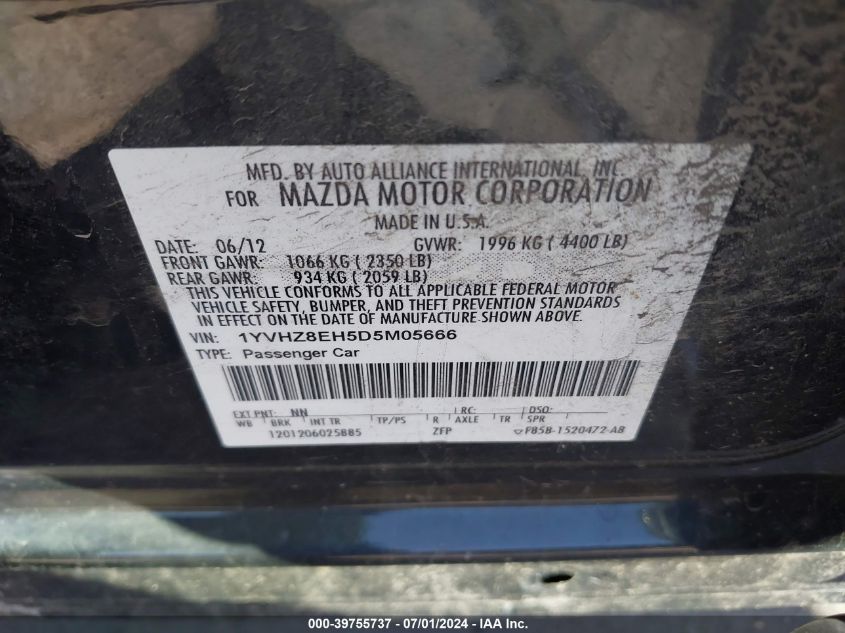 MFD. BY AUTO ALLIANCE INTERNATIONAL, INC
FOR MAZDA MOTOR CORPORATION
MADE IN U.S.A.
DATE: 06/12 GVWR: 1996 KG ( 4400 LB)
FRONT GAWR: 1066 KG ( 2350 LB)
REAR GAWR: 934 KG ( 2059 LB)
THIS VEHICLE CONFORMS TO ALL APPLICABLE FEDERAL MOTOR
VEHICLE SAFETY, BUMPER, AND THEFT PREVENTION STANDARDS
IN EFFECT ON THE DATE OF MANUFACTURE SHOWN ABOVE.
VIN: 1YVHZ8EH5D5M05666
TYPE: Passenger Car
EXT PNT: NN RC: DSO:
WB BRK INT TR TP/PS R AXLE TR SPR
1201206025885 ZFP F85B-1520472-AB
000-39755737 - 07/01/2024 - IAA Inc.